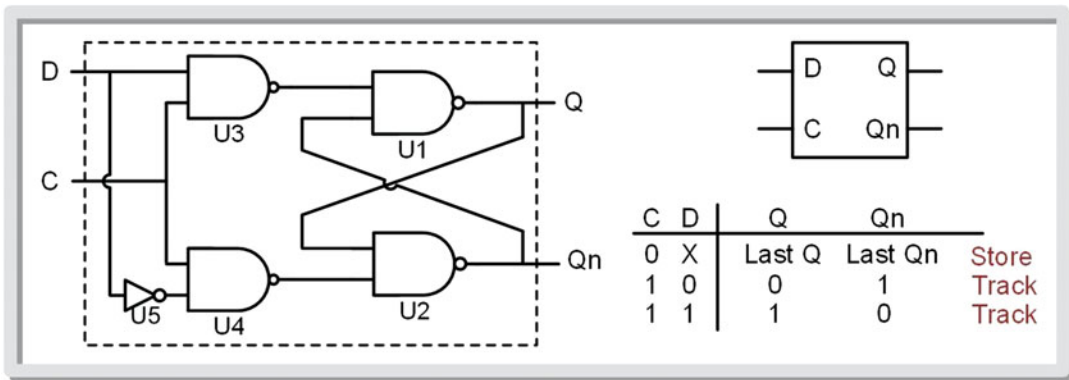 D
C
U3
U1
U5
U4
U2
Q
Qn
D Q
C Qn
C D Q Qn
0 X Last Q Last Qn Store
1 0 0 1 Track
1 1 1 0 Track